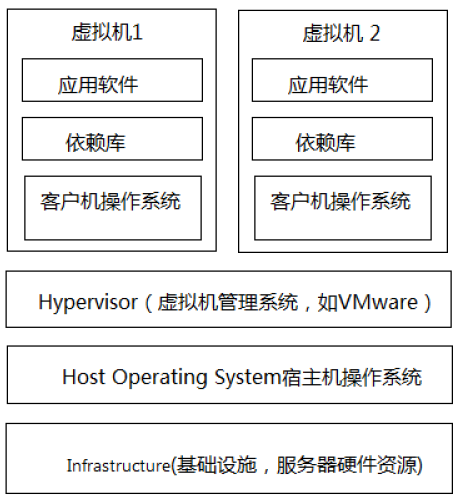 虚拟机1
应用软件
依赖库
客户机操作系统
虚拟机 2
应用软件
依赖库
客户机操作系统
Hypervisor（虚拟机管理系统，如VMware）
Host Operating System宿主机操作系统
Infrastructure(基础设施，服务器硬件资源)